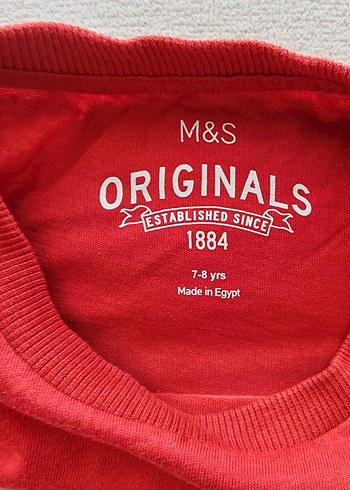 M&S
ORIGINALS
ESTABLISHED SINCE
1884
7-8 yrs
Made in Egypt